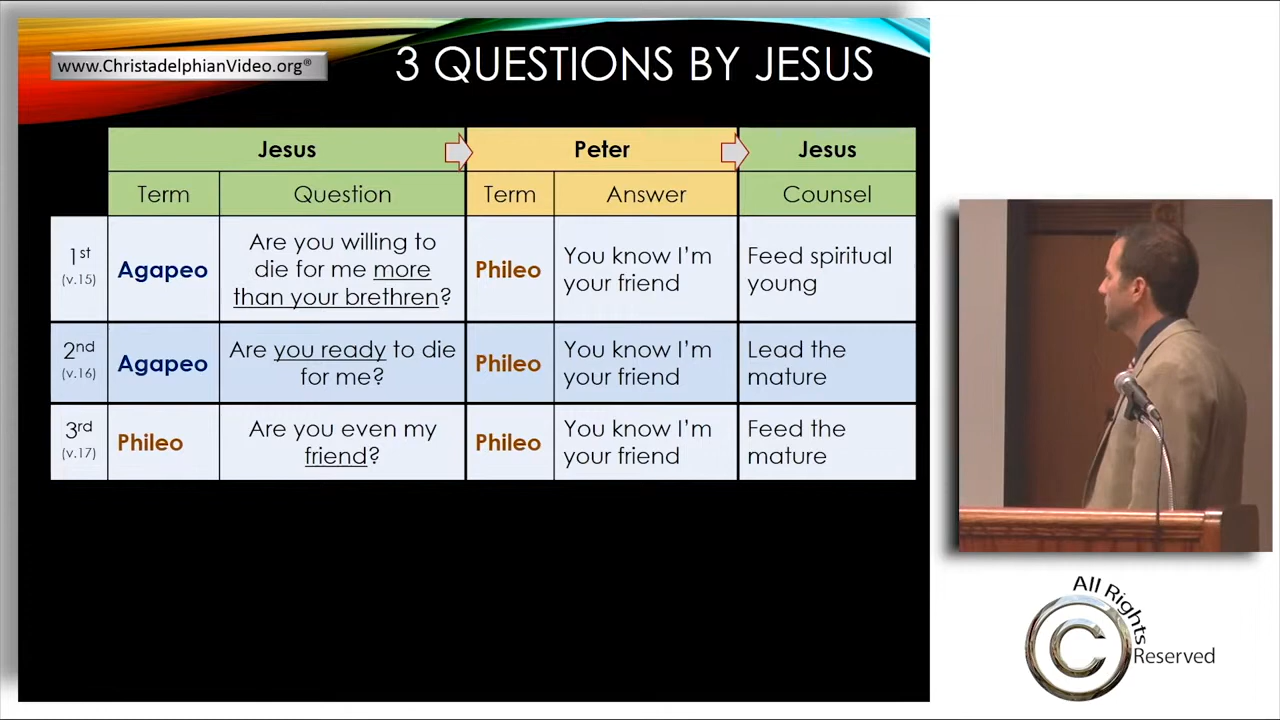 www.ChristadelphianVideo.org®
3 QUESTIONS BY JESUS
Jesus
Peter
Jesus
Term
Question
Term
Answer
Counsel
1st
(v.15)
Agapeo
Are you willing to
die for me more
than your brethren?
Phileo
You know I'm
your friend
Feed spiritual
young
2nd
(v.16)
Agapeo
Are you ready to die
for me?
Phileo
You know I'm
your friend
Lead the
mature
3rd
(v.17)
Phileo
Are you even my
friend?
Phileo
You know I'm
your friend
Feed the
mature
All Rights
C
Reserved